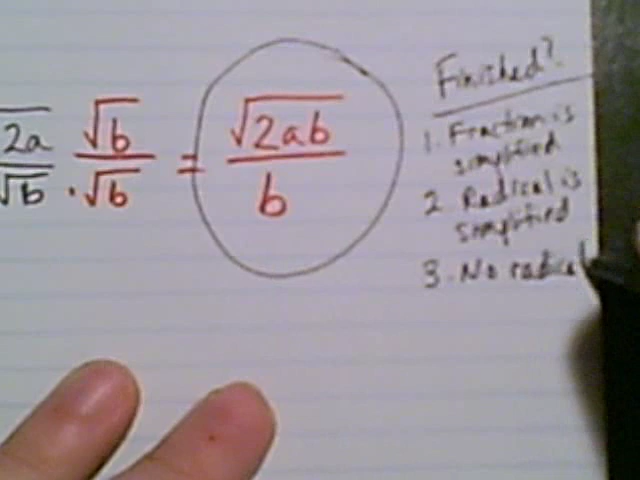 √2a/√b · √b/√b = √2ab/b
Finished?
1. Fraction is
simplified
2. Radical is
simplified
3. No radical